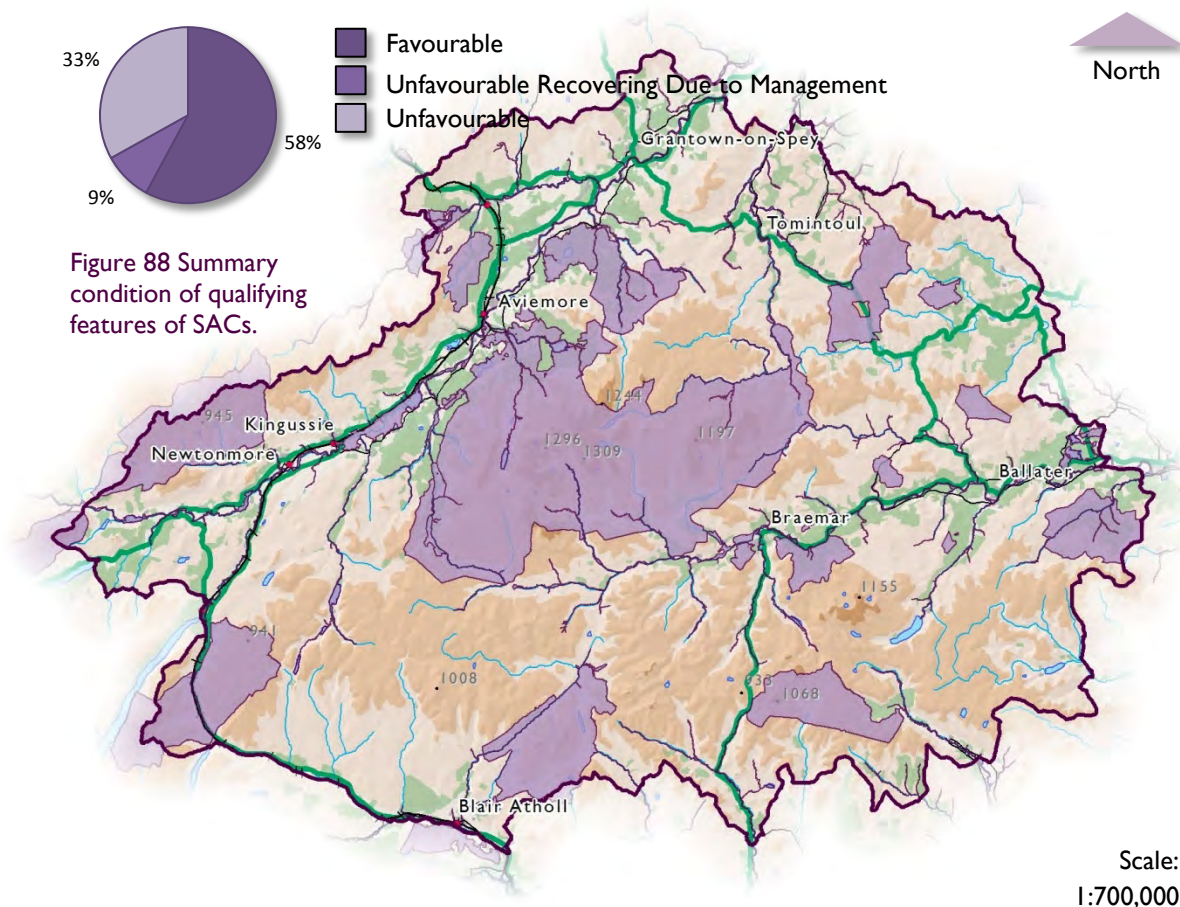 33%
58%
9%
Favourable
Unfavourable Recovering Due to Management
Unfavourable
North
Figure 88 Summary
condition of qualifying
features of SACs.
Grantown-on-Spey
Tomintoul
Aviemore
1244
945
Kingussie
1296
1309
1197
Newtonmore
Ballater
Braemar
1155
941
1008
933
1068
Blair Atholl
Scale:
1:700,000